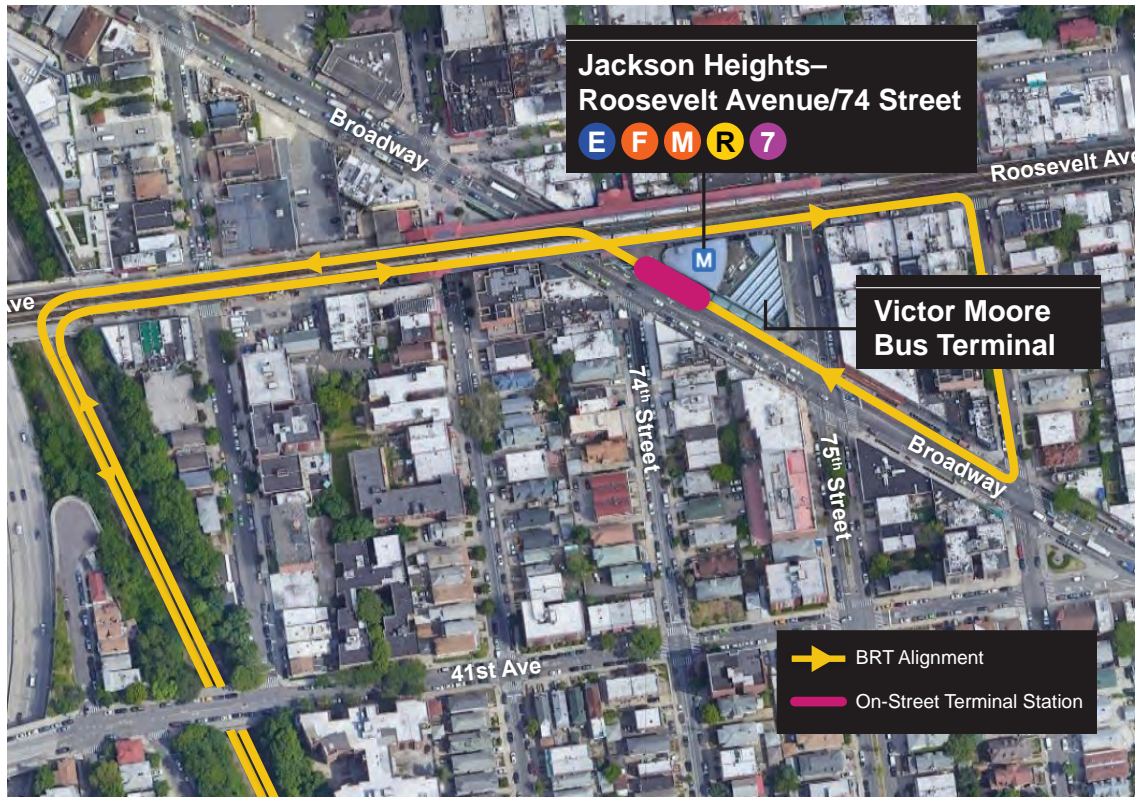 Jackson Heights–
Roosevelt Avenue/74 Street
E F M R 7
Broadway
Roosevelt Ave
M
Ave
Victor Moore
Bus Terminal
74th Street
75th Street
Broadway
41st Ave
BRT Alignment
On-Street Terminal Station